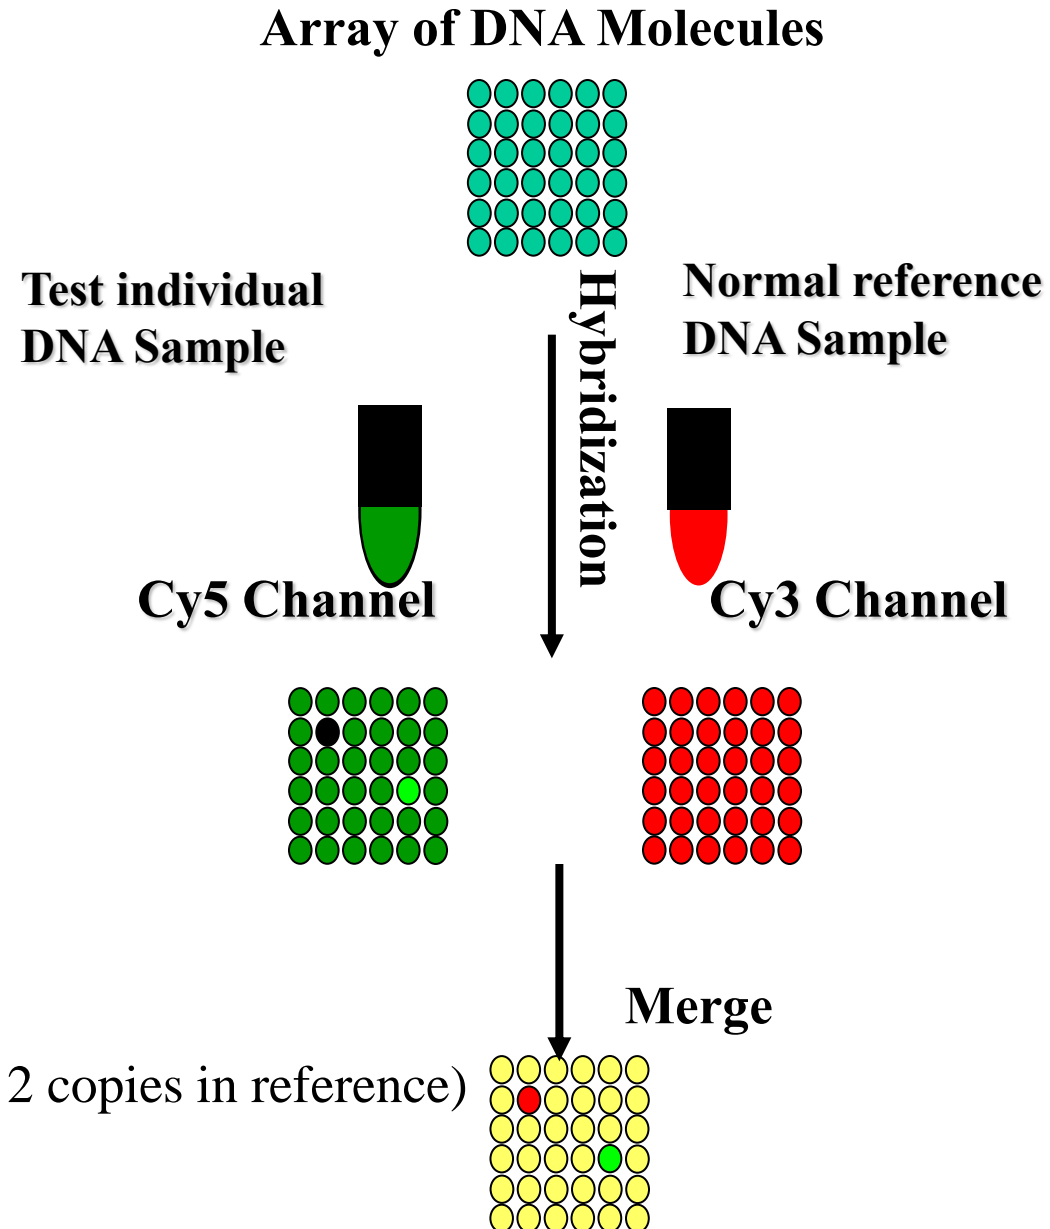 Array of DNA Molecules
Test individual
DNA Sample
Hybridization
Normal reference
DNA Sample
Cy5 Channel
Cy3 Channel
Merge
2 copies in reference)